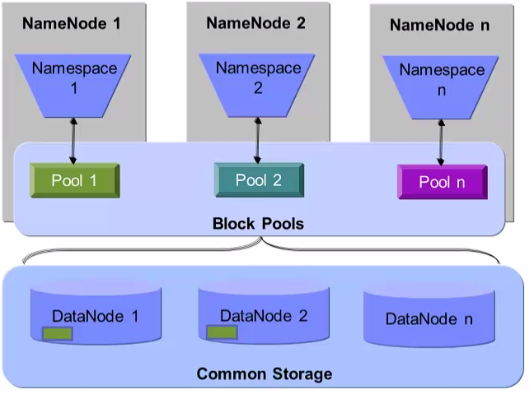 NameNode 1
NameNode 2
NameNode n
Namespace
1
Namespace
2
Namespace
n
Pool 1
Pool 2
Pool n
Block Pools
DataNode 1
DataNode 2
DataNode n
Common Storage